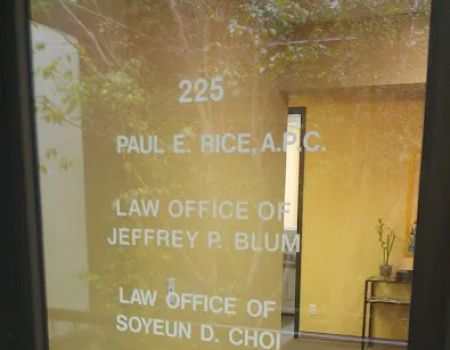 225
PAUL E. RICE, A.P.C.
LAW OFFICE OF
JEFFREY P. BLUM
LAW OFFICE OF
SOYEUN D. CHOI